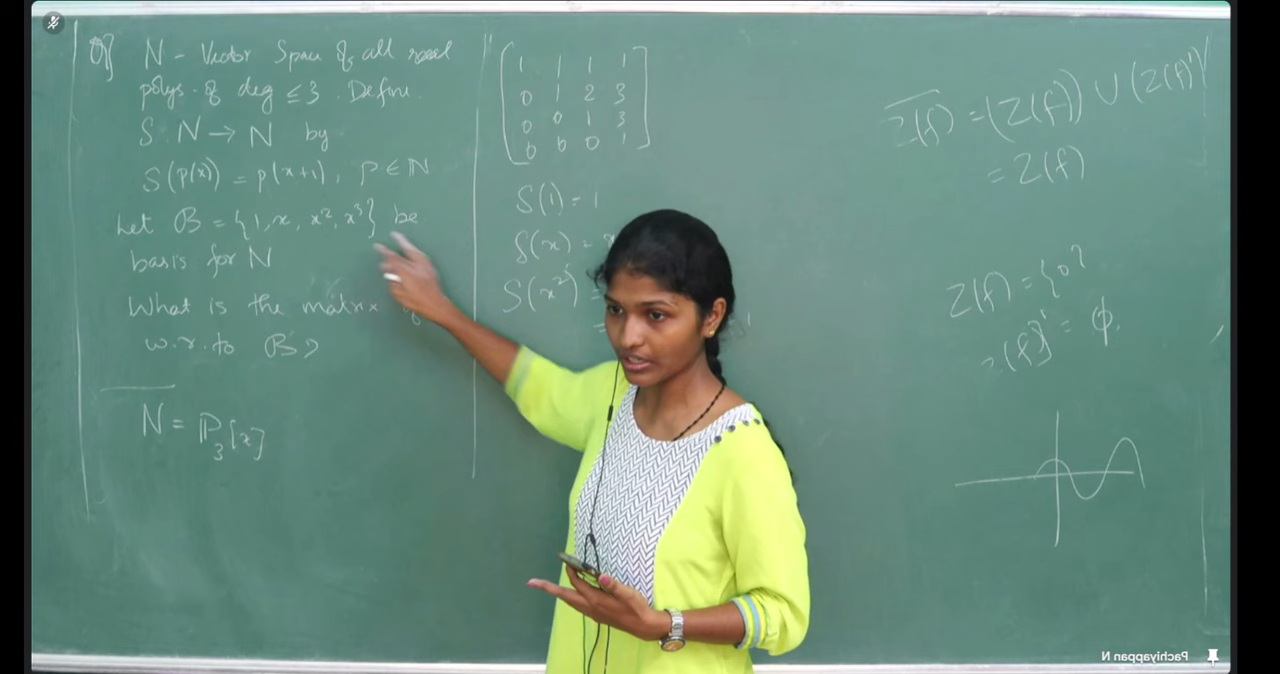 Q] N - Vector Space of all real
polys. of deg ≤ 3. Define
S: N → N by
S(p(x)) = p(x+1), p ∈ N
Let B = {1, x, x², x³} be
basis for N
What is the matrix of
w.r.to B?
N = P₃[x]
1 1 1 1
0 1 2 3
0 0 1 3
0 0 0 1
S(1) = 1
S(x) = x
S(x²) =
=
Z(f) = (Z(f)) ∪ (Z(f)')
= Z(f)
Z(f) = {0}
(f)' = φ.
Pachiyappan N